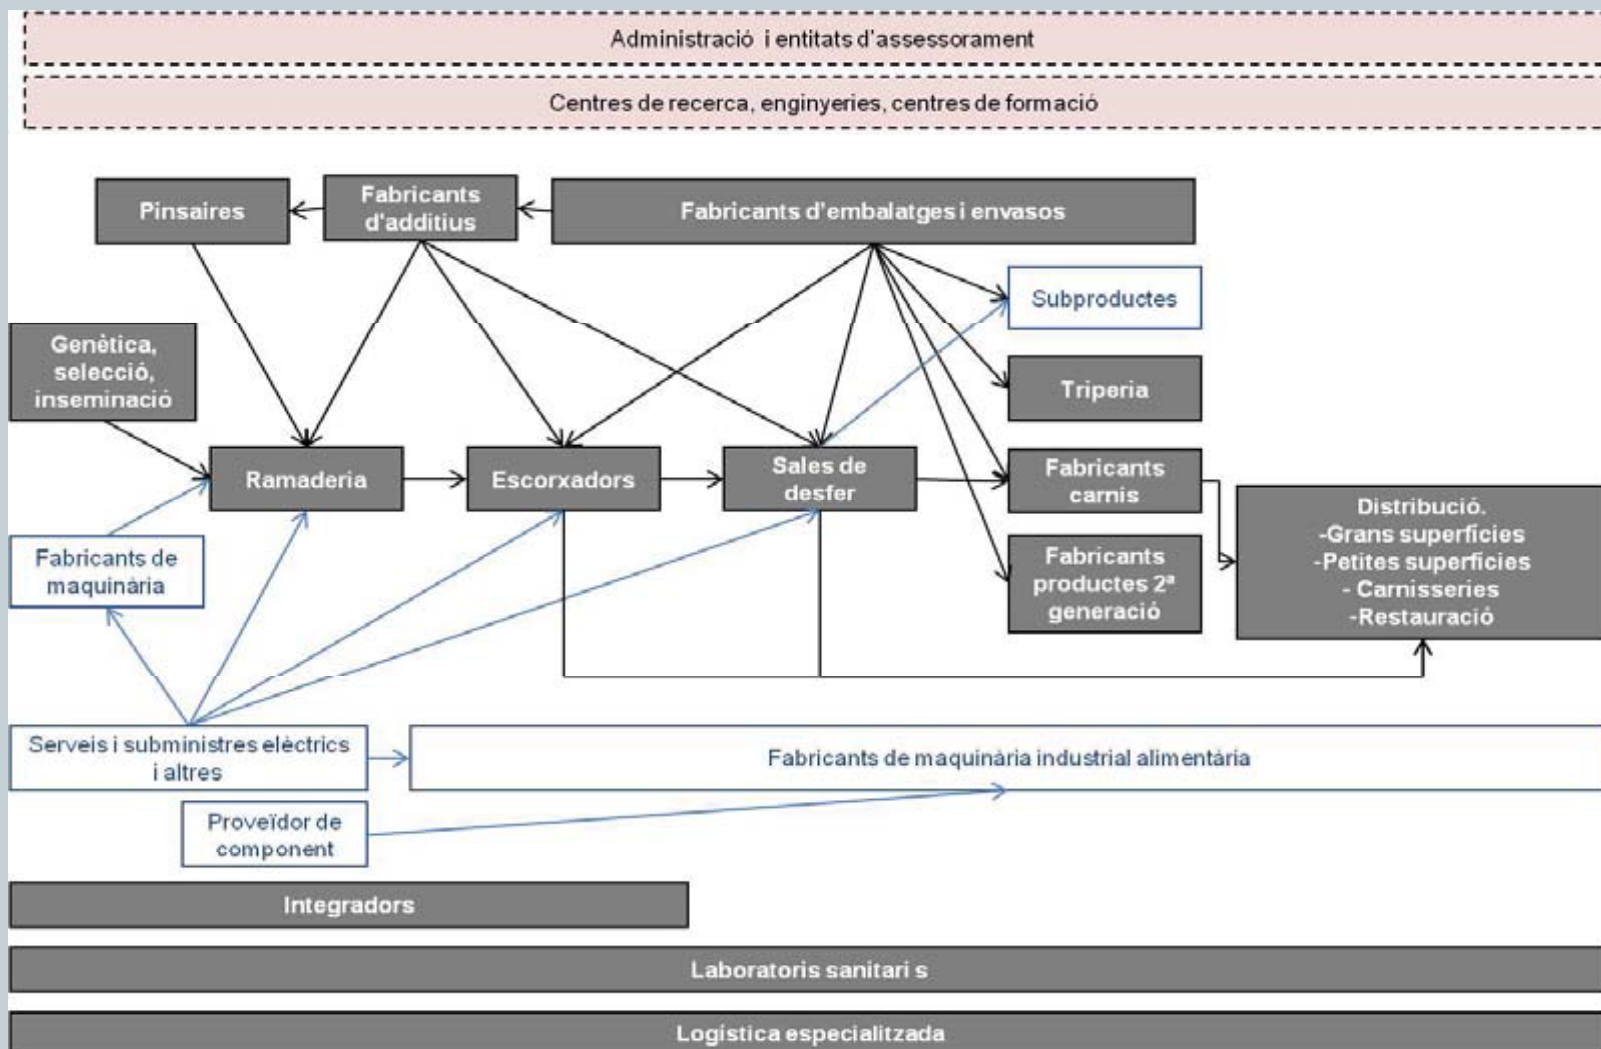 Administració i entitats d'assessorament
Centres de recerca, enginyeries, centres de formació
Pinsaires
Fabricants
d'additius
Fabricants d'embalatges i envasos
Subproductes
Genètica,
selecció,
inseminació
Triperia
Ramaderia
Escorxadors
Sales de
desfer
Fabricants
carnis
Distribució.
-Grans superfícies
-Petites superfícies
- Carnisseries
-Restauració
Fabricants de
maquinària
Fabricants
productes 2ª
generació
Serveis i subministres elèctrics
i altres
Fabricants de maquinària industrial alimentària
Proveïdor de
component
Integradors
Laboratoris sanitari s
Logística especialitzada